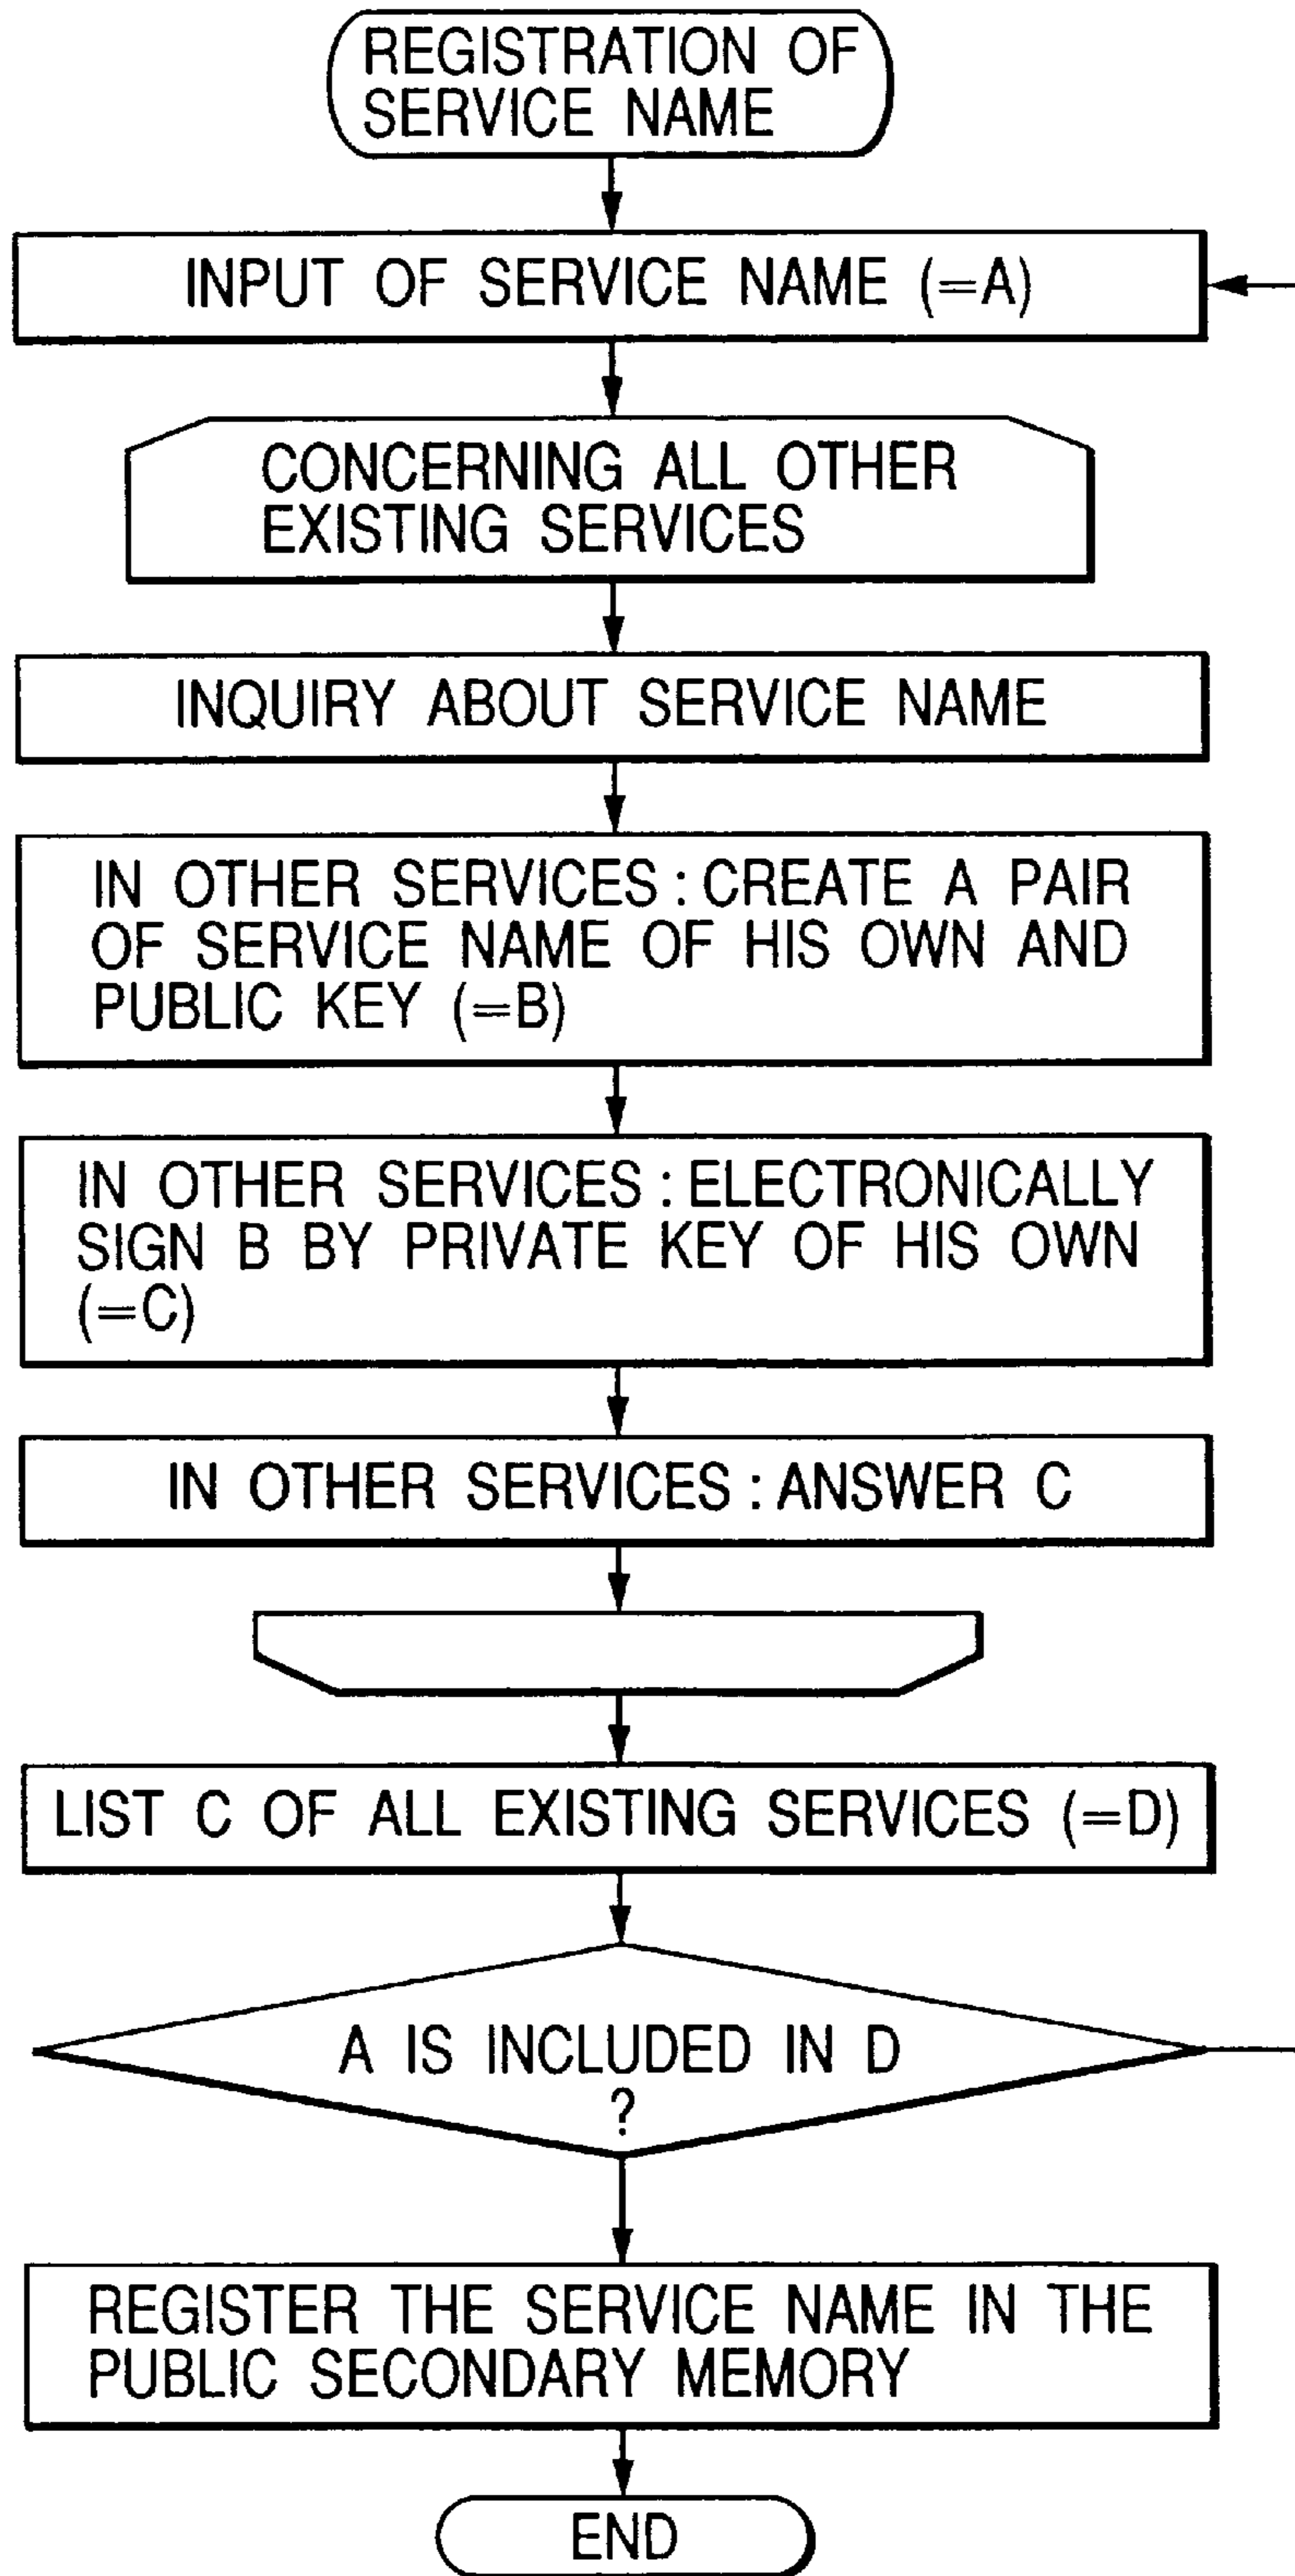 REGISTRATION OF
SERVICE NAME
INPUT OF SERVICE NAME (=A)
CONCERNING ALL OTHER
EXISTING SERVICES
INQUIRY ABOUT SERVICE NAME
IN OTHER SERVICES : CREATE A PAIR
OF SERVICE NAME OF HIS OWN AND
PUBLIC KEY (=B)
IN OTHER SERVICES : ELECTRONICALLY
SIGN B BY PRIVATE KEY OF HIS OWN
(=C)
IN OTHER SERVICES : ANSWER C
LIST C OF ALL EXISTING SERVICES (=D)
A IS INCLUDED IN D
?
REGISTER THE SERVICE NAME IN THE
PUBLIC SECONDARY MEMORY
END